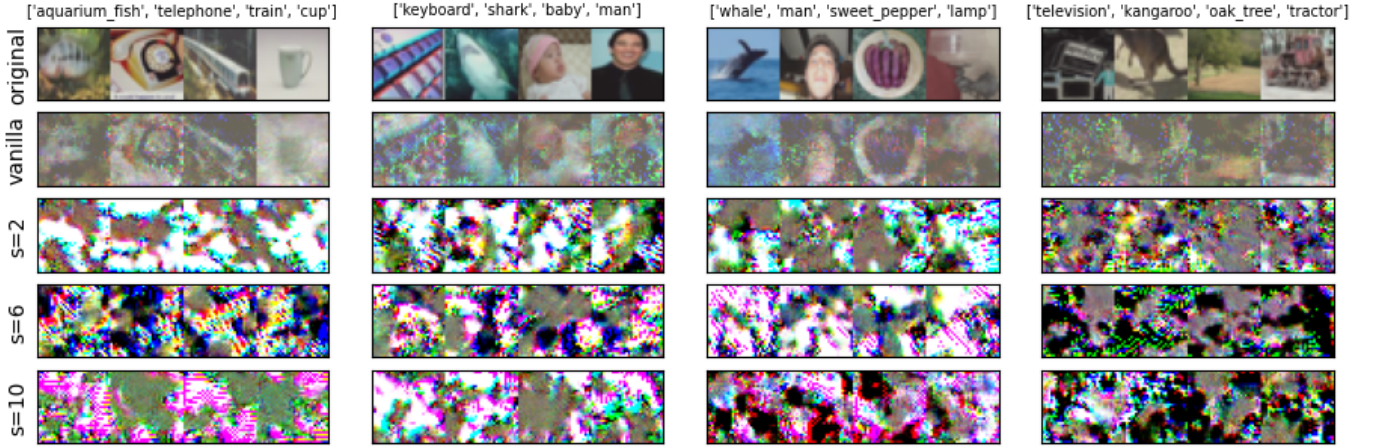 ['aquarium_fish', 'telephone', 'train', 'cup']
['keyboard', 'shark', 'baby', 'man']
['whale', 'man', 'sweet_pepper', 'lamp']
['television', 'kangaroo', 'oak_tree', 'tractor']
original
vanilla
s=2
s=6
s=10